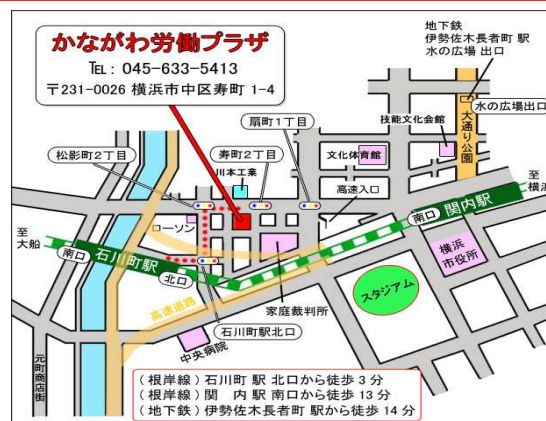 かながわ労働プラザ
TEL: 045-633-5413
〒231-0026 横浜市中区寿町 1-4
地下鉄
伊勢佐木長者町 駅
水の広場 出口
水の広場出口
大通り公園
技能文化会館
扇町1丁目
文化体育館
寿町2丁目
松影町2丁目
川本工業
高速入口
至
横浜
関内駅
南口
ローソン
至
大船
南口
石川町駅
北口
横浜
市役所
スタジアム
家庭裁判所
高速道路
石川町駅北口
中央病院
元町商店街
(根岸線)石川町 駅 北口から徒歩 3 分
(根岸線)関 内 駅 南口から徒歩 13 分
(地下鉄)伊勢佐木長者町 駅から徒歩 14 分